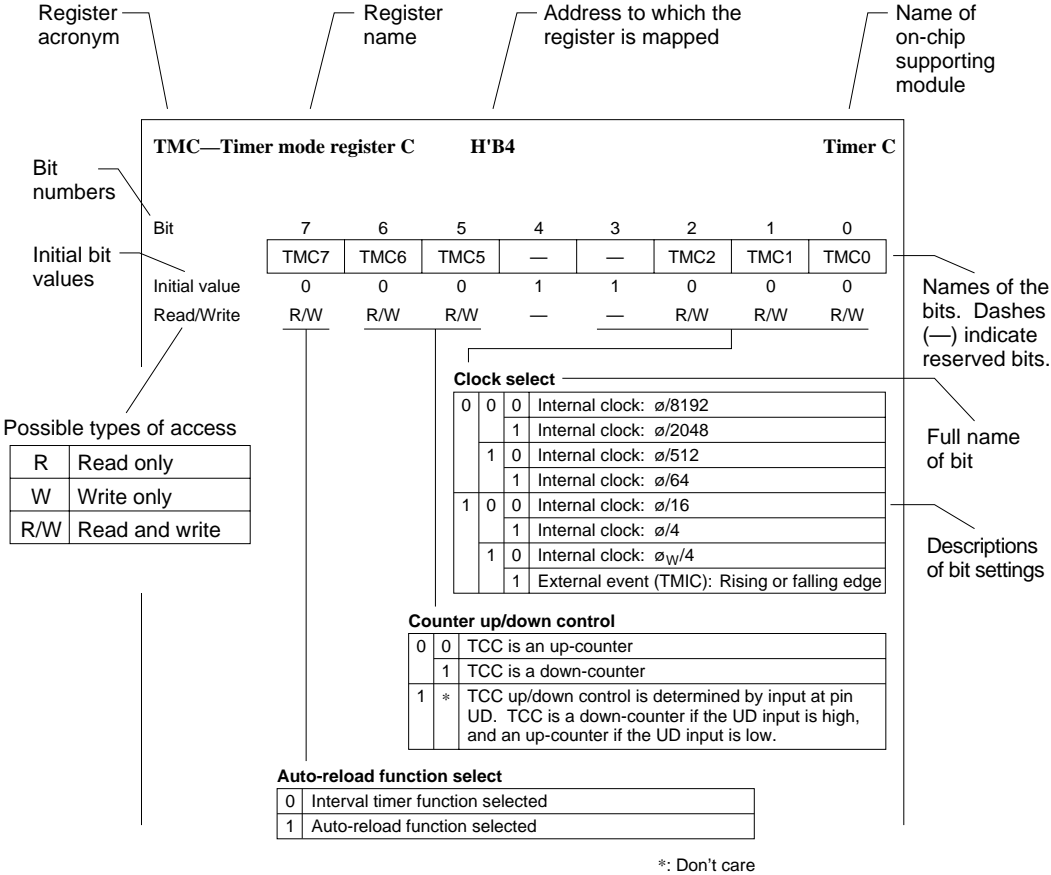 Register
acronym
Register
name
Address to which the
register is mapped
Name of
on-chip
supporting
module
TMC—Timer mode register C H'B4 Timer C
Bit
numbers
Bit 7 6 5 4 3 2 1 0
Initial bit
values
TMC7 TMC6 TMC5 — — TMC2 TMC1 TMC0
Initial value 0 0 0 1 1 0 0 0
Read/Write R/W R/W R/W — — R/W R/W R/W
Names of the
bits. Dashes
(—) indicate
reserved bits.
Possible types of access
R Read only
W Write only
R/W Read and write
Clock select
0 0 0 Internal clock: ø/8192
1 Internal clock: ø/2048
1 0 Internal clock: ø/512
1 Internal clock: ø/64
1 0 0 Internal clock: ø/16
1 Internal clock: ø/4
1 0 Internal clock: øW/4
1 External event (TMIC): Rising or falling edge
Full name
of bit
Descriptions
of bit settings
Counter up/down control
0 0 TCC is an up-counter
1 TCC is a down-counter
1 * TCC up/down control is determined by input at pin
UD. TCC is a down-counter if the UD input is high,
and an up-counter if the UD input is low.
Auto-reload function select
0 Interval timer function selected
1 Auto-reload function selected
*: Don't care